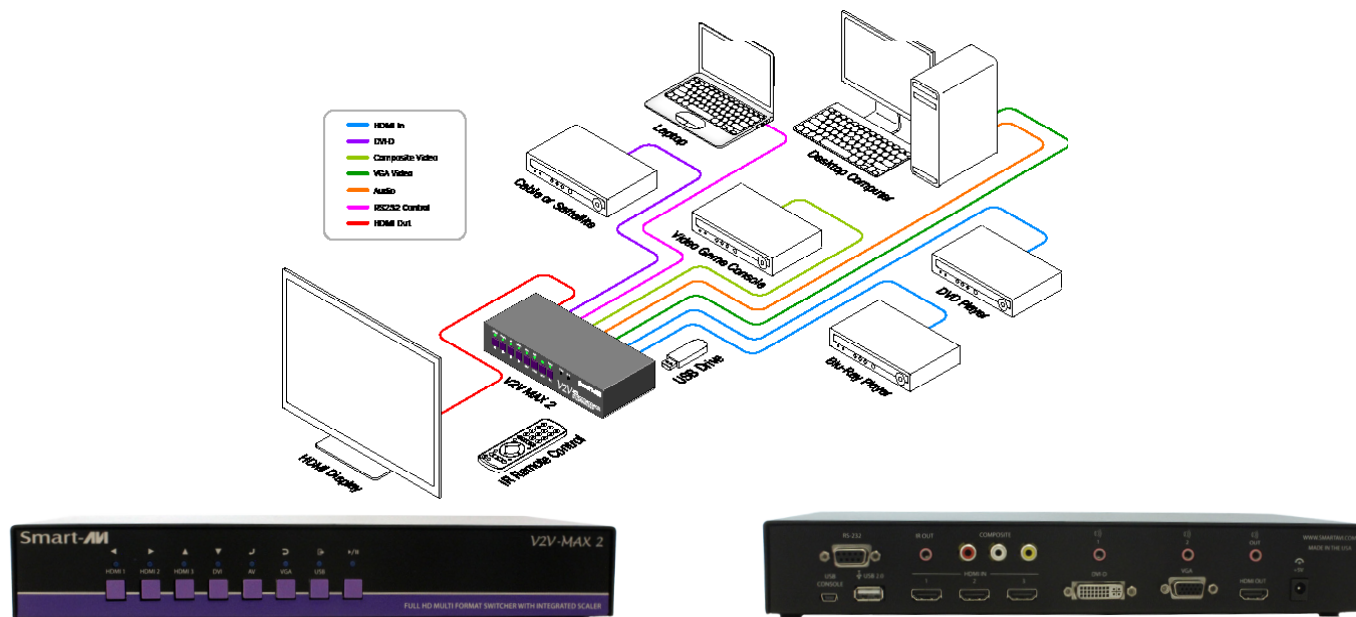 HDMI In
DVI-D
Composite Video
VGA Video
Audio
RS232 Control
HDMI Out
Laptop
Desktop Computer
Cable or Satellite
Video Game Console
DVD Player
Blu-Ray Player
USB Drive
V2V MAX 2
IR Remote Control
HDMI Display
Smart-AVI
V2V-MAX 2
HDMI 1 HDMI 2 HDMI 3 DVI AV VGA USB
FULL HD MULTI FORMAT SWITCHER WITH INTEGRATED SCALER
RS-232 IR OUT COMPOSITE 1 2 OUT
WWW.SMARTAVI.COM
MADE IN THE USA
USB CONSOLE USB 2.0 1 HDMI IN 2 3 DVI-D VGA HDMI OUT